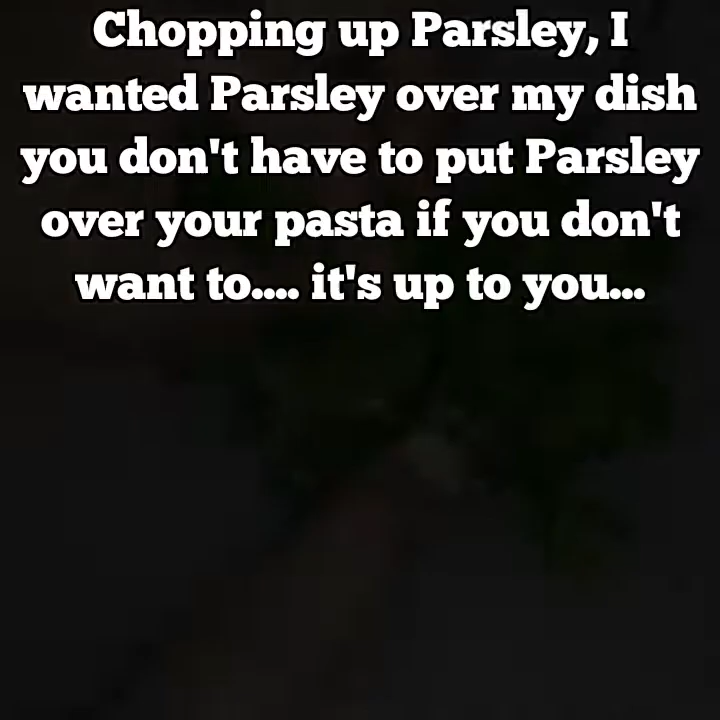 Chopping up Parsley, I
wanted Parsley over my dish
you don't have to put Parsley
over your pasta if you don't
want to.... it's up to you...